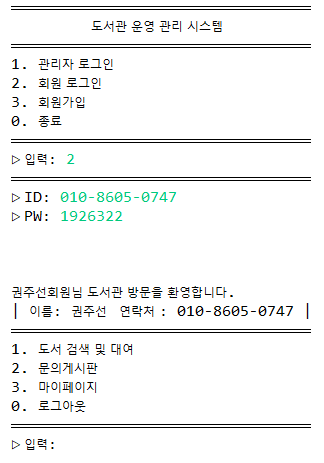 도서관 운영 관리 시스템
1. 관리자 로그인
2. 회원 로그인
3. 회원가입
0. 종료
▷입력: 2
▷ID: 010-8605-0747
▷PW: 1926322
권주선회원님 도서관 방문을 환영합니다.
| 이름: 권주선 연락처 : 010-8605-0747 |
1. 도서 검색 및 대여
2. 문의게시판
3. 마이페이지
0. 로그아웃
▷입력: